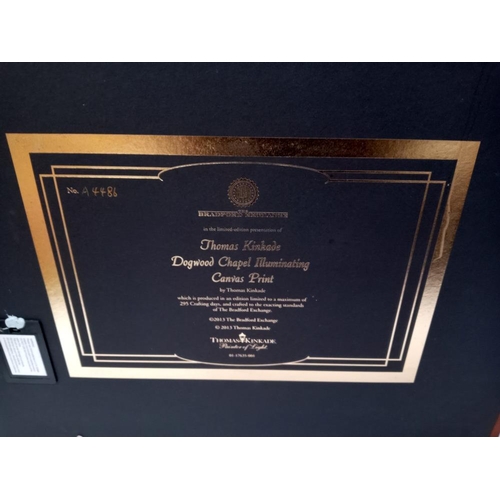 No. A 4486
THE
BRADFORD EXCHANGE
in the limited-edition presentation of
Thomas Kinkade
Dogwood Chapel Illuminating
Canvas Print
by Thomas Kinkade
which is produced in an edition limited to a maximum of
295 Crafting days, and crafted to the exacting standards
of The Bradford Exchange.
©2013 The Bradford Exchange
© 2013 Thomas Kinkade
THOMAS KINKADE
Painter of Light